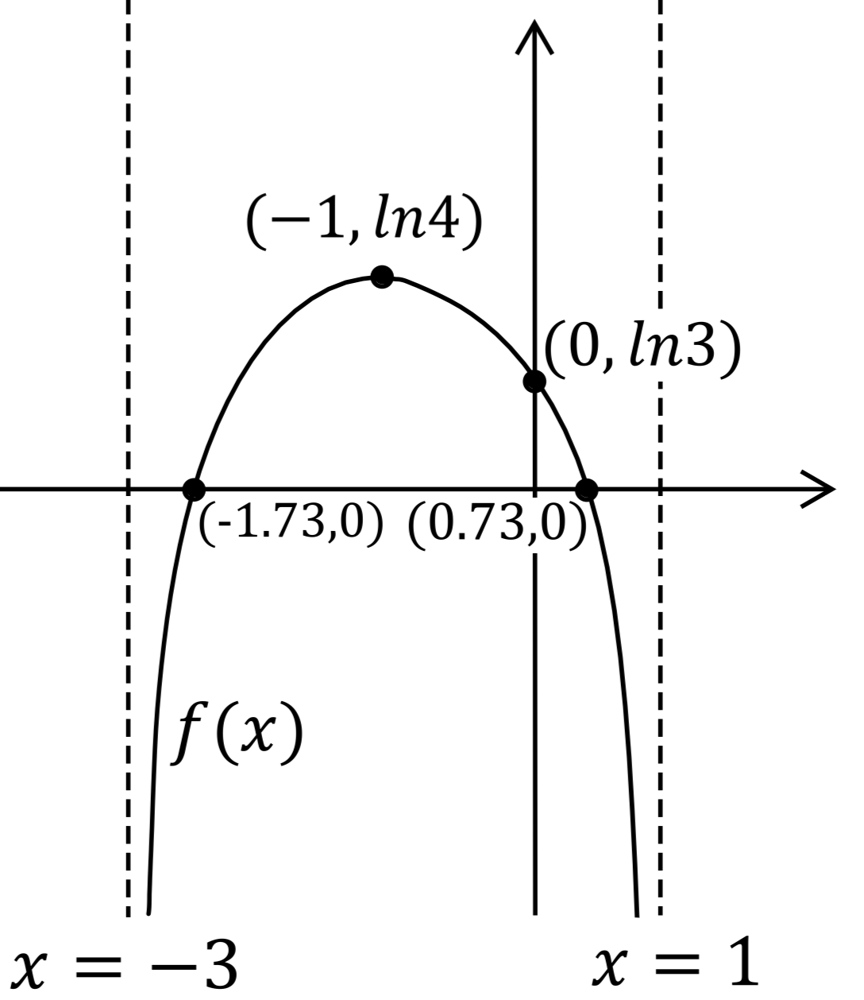 (−1, ln4)
(0, ln3)
(-1.73,0) (0.73,0)
f(x)
x = −3 x = 1